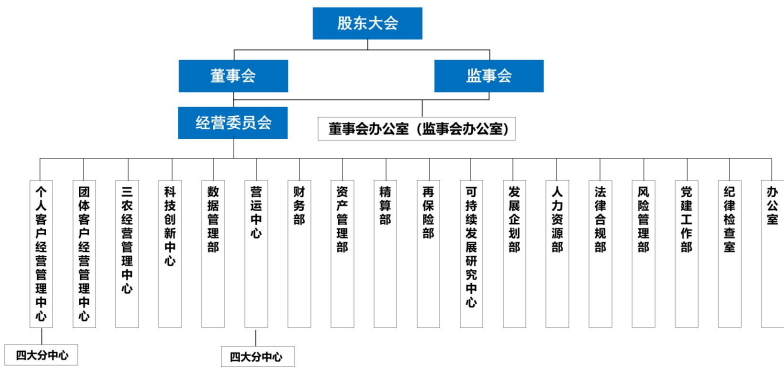 股东大会
董事会
监事会
经营委员会
董事会办公室（监事会办公室）
个人客户经营管理中心
团体客户经营管理中心
三农经营管理中心
科技创新中心
数据管理部
营运中心
财务部
资产管理部
精算部
再保险部
可持续发展研究中心
发展企划部
人力资源部
法律合规部
风险管理部
党建工作部
纪律检查室
办公室
四大分中心
四大分中心